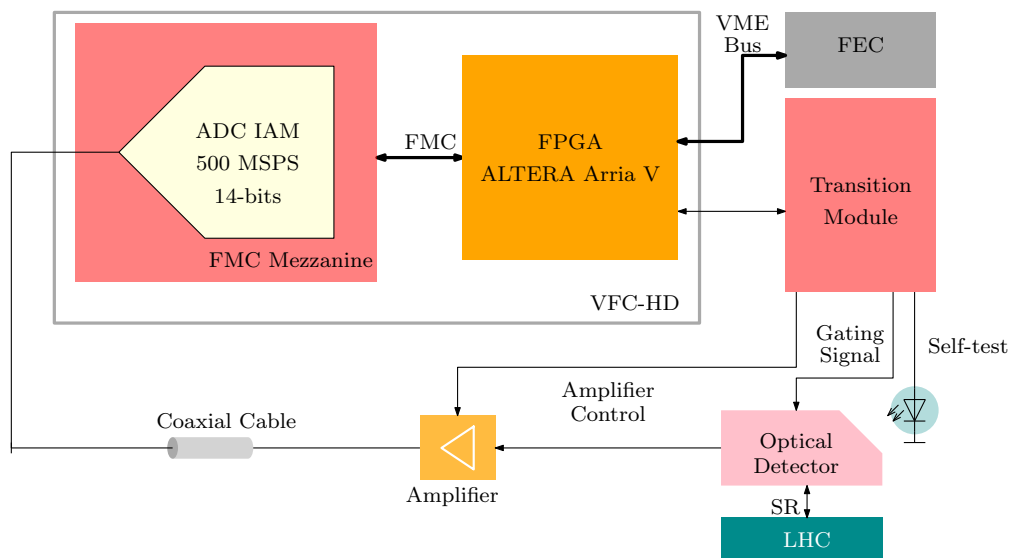 VME
Bus
FEC
ADC IAM
500 MSPS
14-bits
FMC
FPGA
ALTERA Arria V
Transition
Module
FMC Mezzanine
VFC-HD
Gating
Signal
Self-test
Amplifier
Control
Coaxial Cable
Optical
Detector
Amplifier
SR
LHC